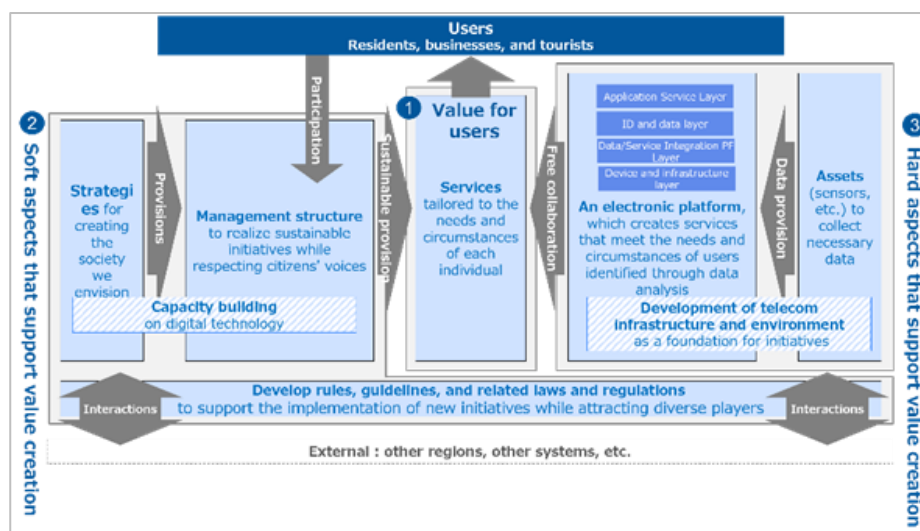 Users
Residents, businesses, and tourists
Participation
2
Soft aspects that support value creation
Strategi
es for
creating
the
society
we
envision
Provisions
Management structure
to realize sustainable
initiatives while
respecting citizens' voices
Capacity building
on digital technology
Sustainable provision
1
Value for
users
Services
tailored to the
needs and
circumstances
of each
individual
Free collaboration
Application Service Layer
ID and data layer
Data/Service Integration PF
Layer
Device and infrastructure
layer
An electronic platform,
which creates services
that meet the needs and
circumstances of users
identified through data
analysis
Development of telecom
infrastructure and environment
as a foundation for initiatives
Data provision
Assets
(sensors,
etc.) to
collect
necessary
data
3
Hard aspects that support value creation
Interactions
Develop rules, guidelines, and related laws and regulations
to support the implementation of new initiatives while attracting diverse players
Interactions
External : other regions, other systems, etc.